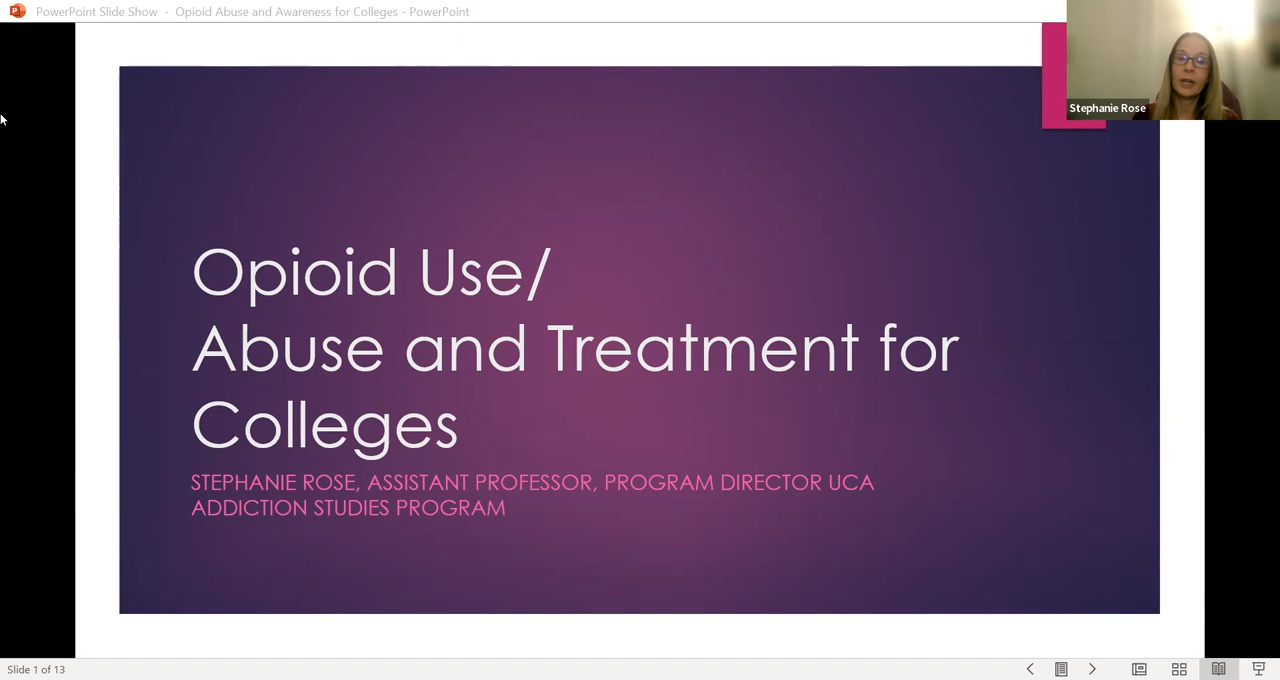 PowerPoint Slide Show - Opioid Abuse and Awareness for Colleges - PowerPoint
Stephanie Rose
Opioid Use/
Abuse and Treatment for
Colleges
STEPHANIE ROSE, ASSISTANT PROFESSOR, PROGRAM DIRECTOR UCA
ADDICTION STUDIES PROGRAM
Slide 1 of 13